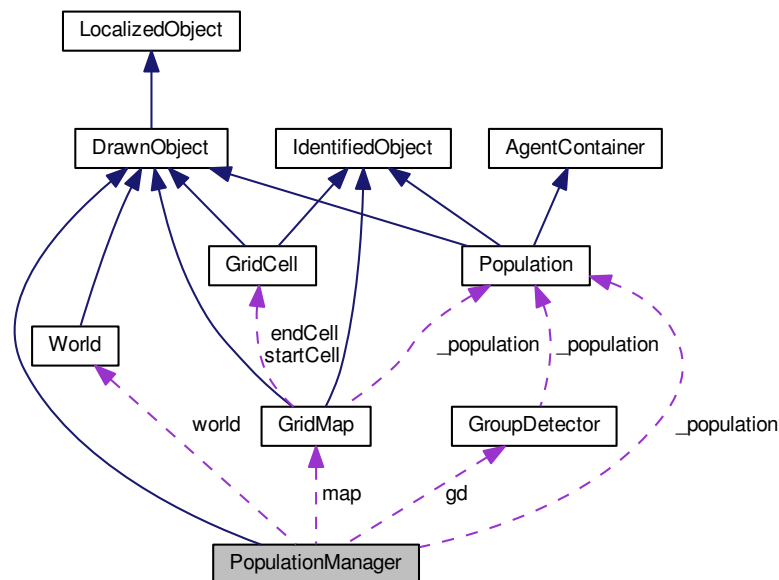 LocalizedObject
DrawnObject
IdentifiedObject
AgentContainer
GridCell
Population
endCell
startCell
_population
_population
World
world
GridMap
GroupDetector
_population
map
gd
PopulationManager